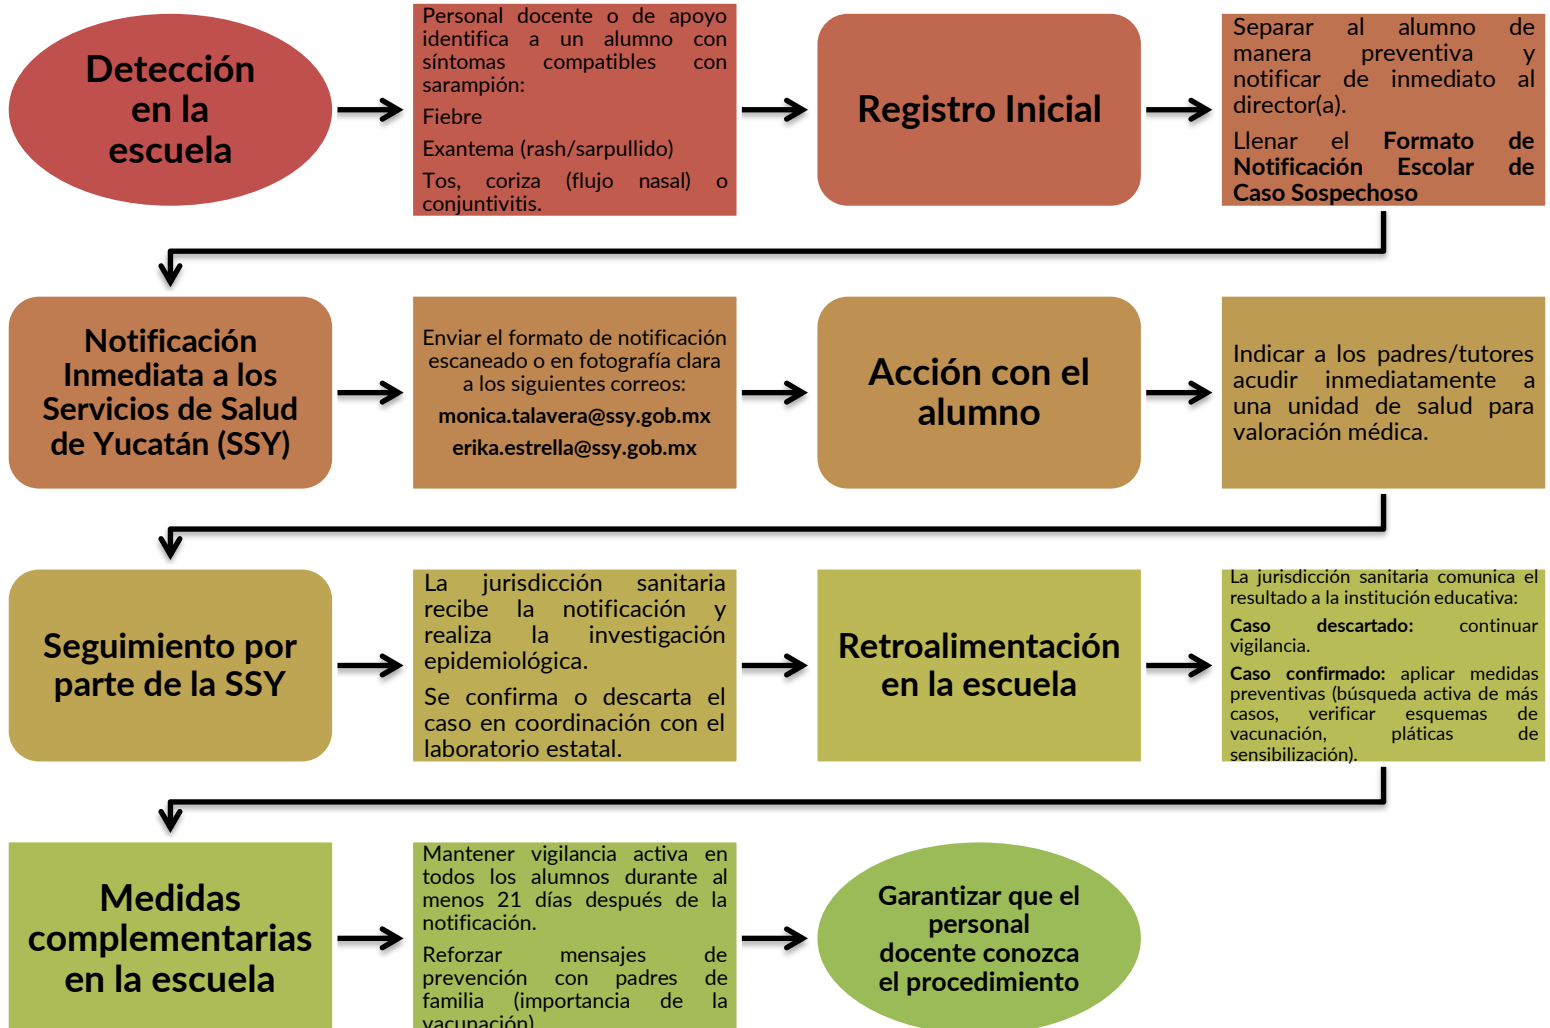 Detección
en la
escuela
Personal docente o de apoyo
identifica a un alumno con
síntomas compatibles con
sarampión:
Fiebre
Exantema (rash/sarpullido)
Tos, coriza (flujo nasal) o
conjuntivitis.
Registro Inicial
Separar al alumno de
manera preventiva y
notificar de inmediato al
director(a).
Llenar el Formato de
Notificación Escolar de
Caso Sospechoso
Notificación
Inmediata a los
Servicios de Salud
de Yucatán (SSY)
Enviar el formato de notificación
escaneado o en fotografía clara
a los siguientes correos:
monica.talavera@ssy.gob.mx
erika.estrella@ssy.gob.mx
Acción con el
alumno
Indicar a los padres/tutores
acudir inmediatamente a
una unidad de salud para
valoración médica.
Seguimiento por
parte de la SSY
La jurisdicción sanitaria
recibe la notificación y
realiza la investigación
epidemiológica.
Se confirma o descarta el
caso en coordinación con el
laboratorio estatal.
Retroalimentación
en la escuela
La jurisdicción sanitaria comunica el
resultado a la institución educativa:
Caso descartado: continuar
vigilancia.
Caso confirmado: aplicar medidas
preventivas (búsqueda activa de más
casos, verificar esquemas de
vacunación, pláticas de
sensibilización).
Medidas
complementarias
en la escuela
Mantener vigilancia activa en
todos los alumnos durante al
menos 21 días después de la
notificación.
Reforzar mensajes de
prevención con padres de
familia (importancia de la
vacunación)
Garantizar que el
personal
docente conozca
el procedimiento